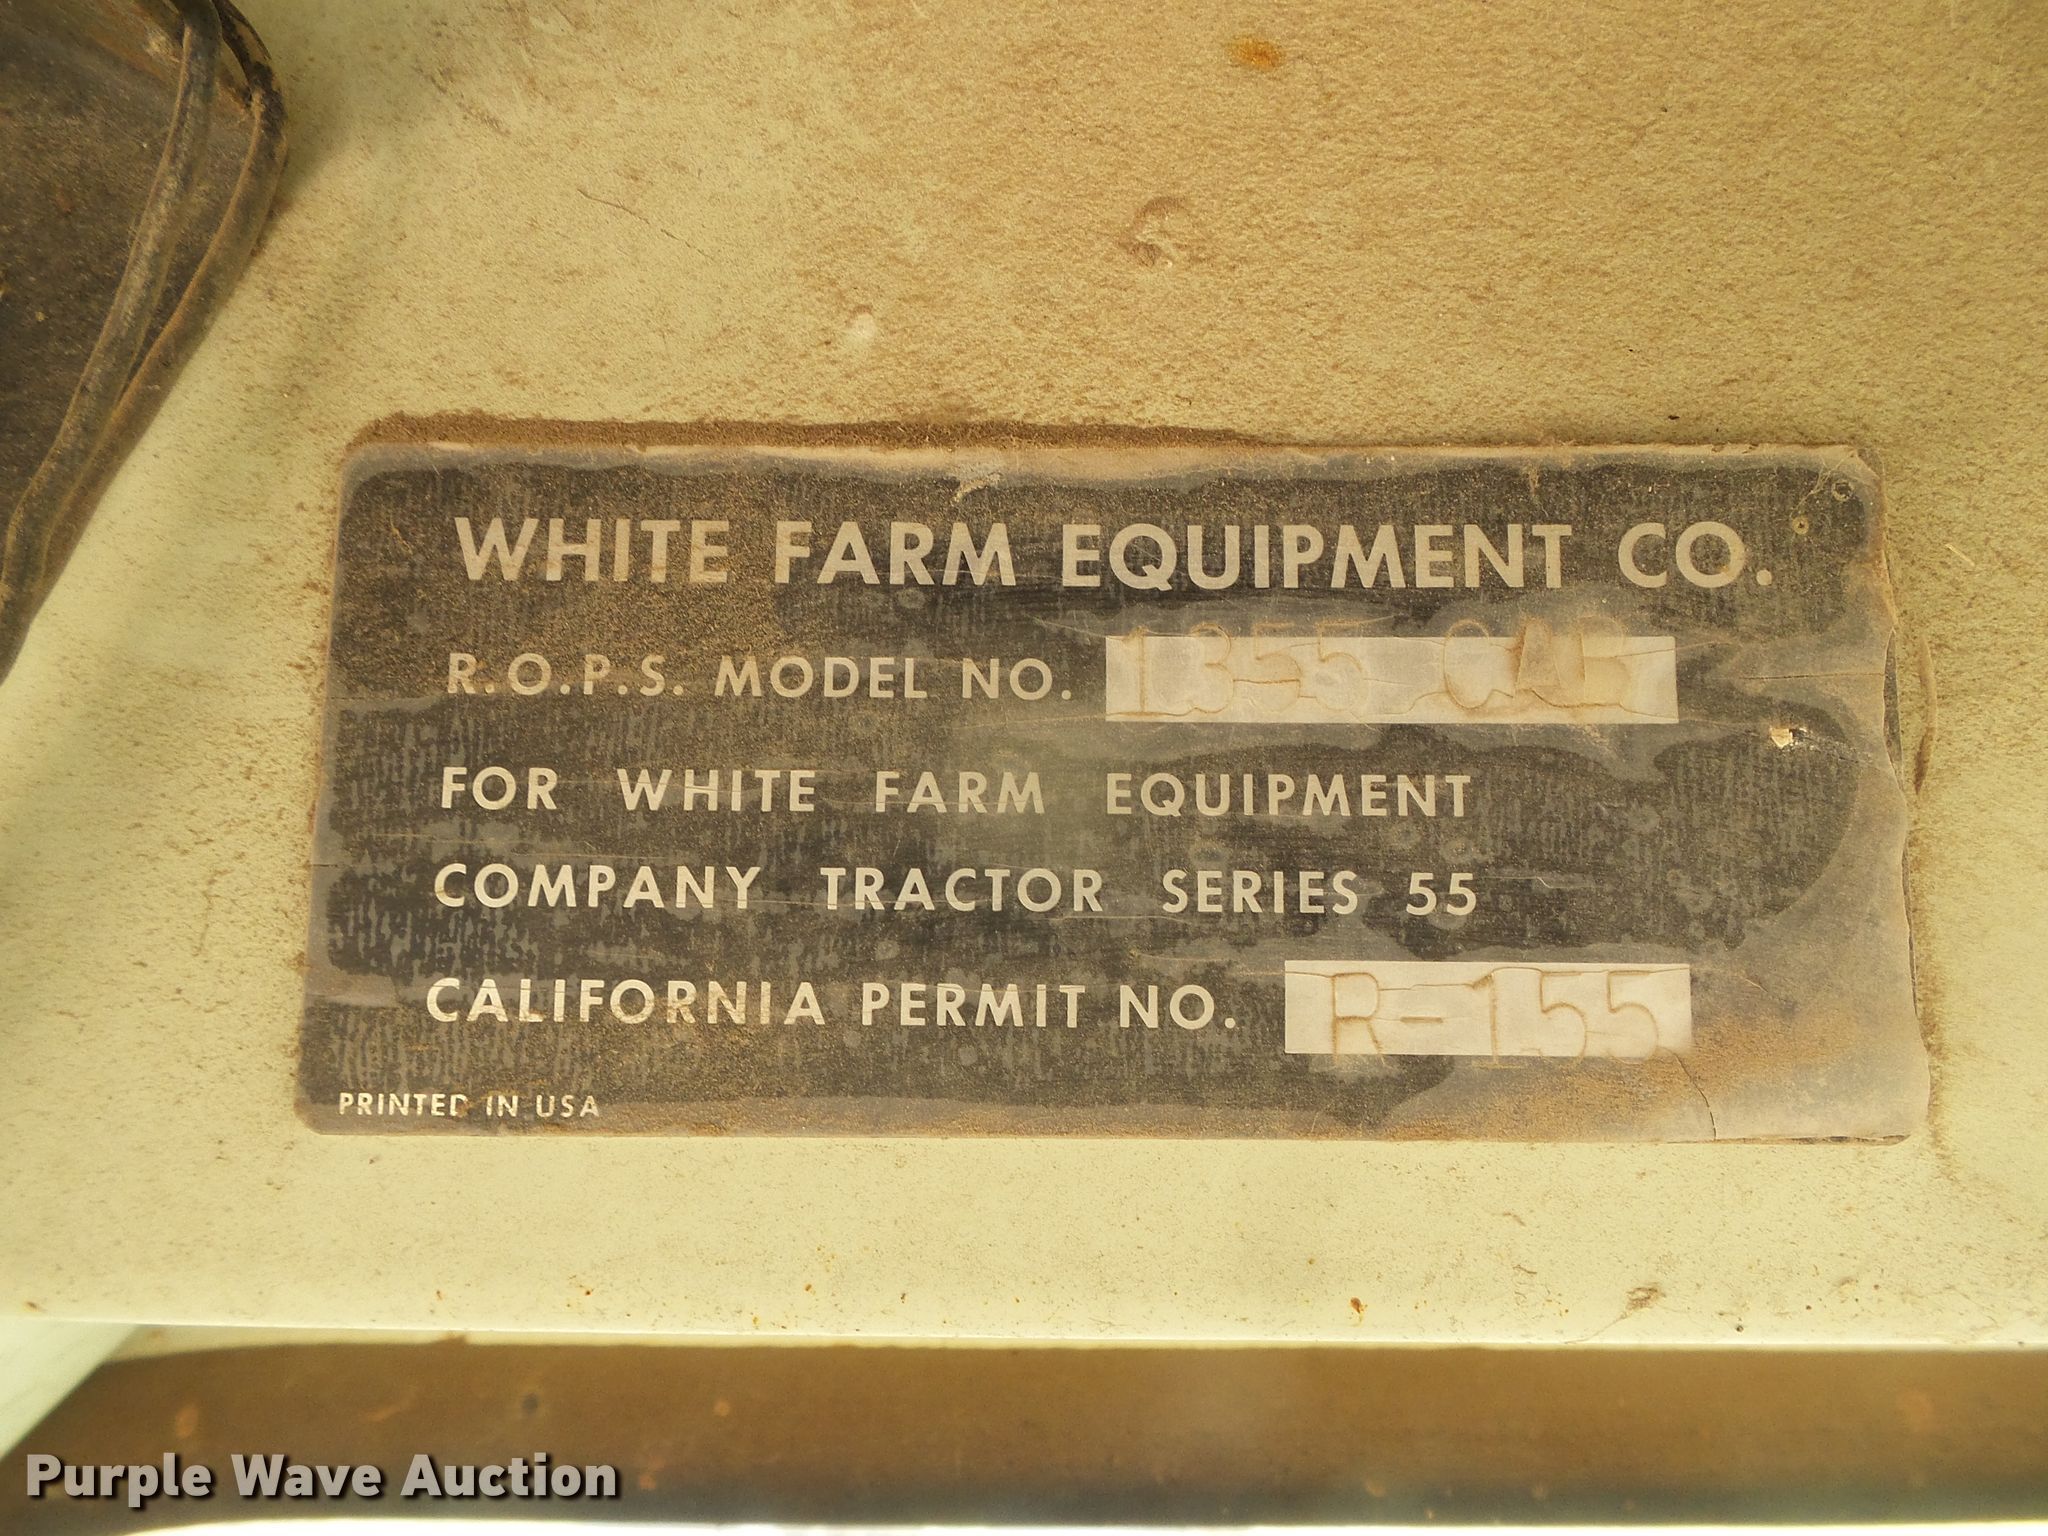 WHITE FARM EQUIPMENT CO.
R.O.P.S. MODEL NO. 1355 CAB
FOR WHITE FARM EQUIPMENT
COMPANY TRACTOR SERIES 55
CALIFORNIA PERMIT NO. R-155
PRINTED IN USA
Purple Wave Auction